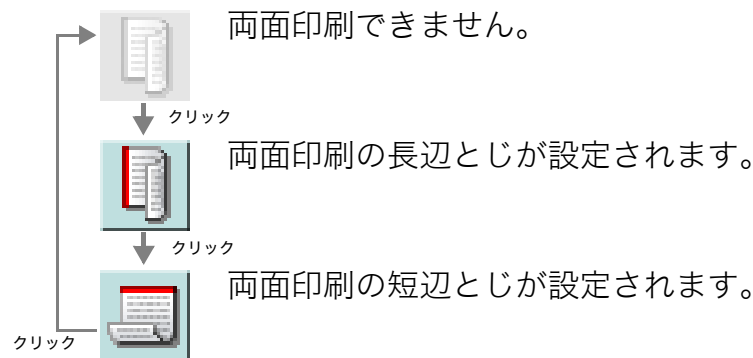 両面印刷できません。
クリック
両面印刷の長辺とじが設定されます。
クリック
両面印刷の短辺とじが設定されます。
クリック